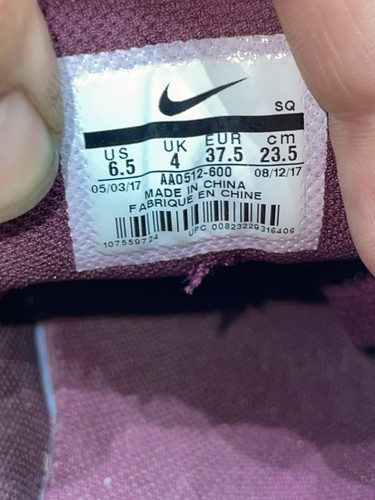 SQ
US UK EUR cm
6.5 4 37.5 23.5
05/03/17 AA0512-600 08/12/17
MADE IN CHINA
FABRIQUE EN CHINE
107559724 UPC 00823229316406